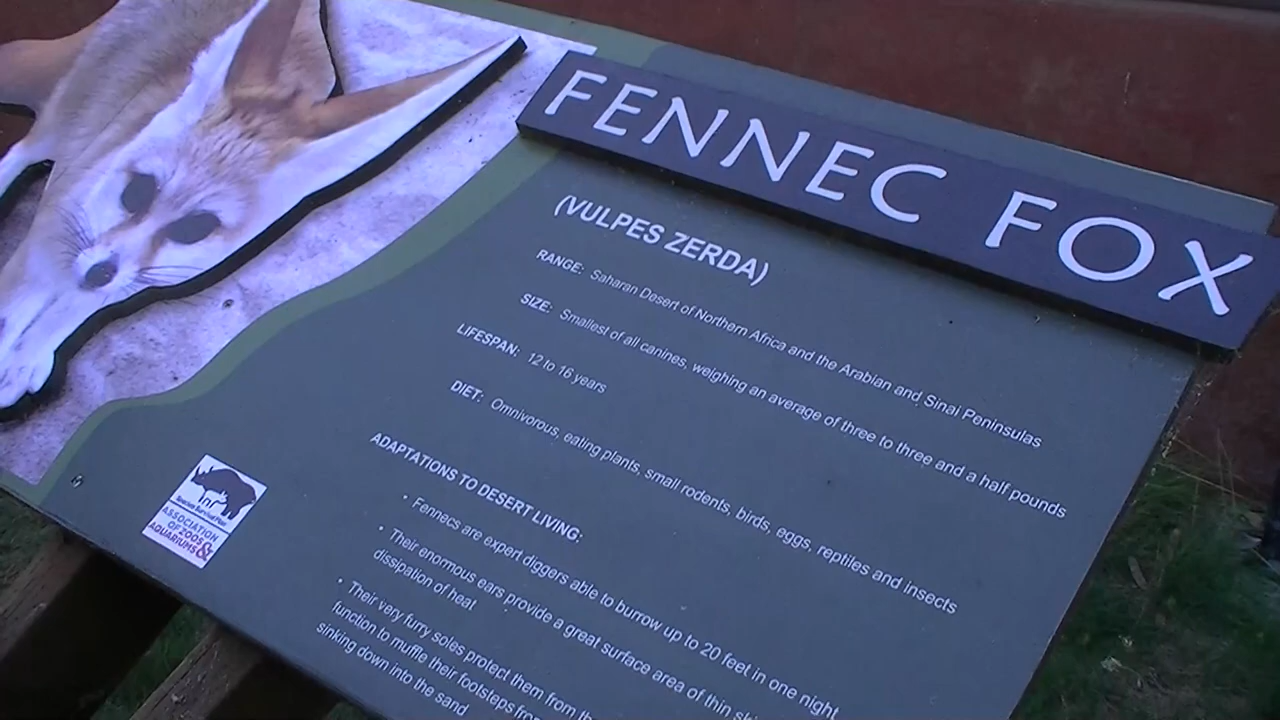 FENNEC FOX
(VULPES ZERDA)
RANGE: Saharan Desert of Northern Africa and the Arabian and Sinai Peninsulas
SIZE: Smallest of all canines, weighing an average of three to three and a half pounds
LIFESPAN: 12 to 16 years
DIET: Omnivorous, eating plants, small rodents, birds, eggs, reptiles and insects
ADAPTATIONS TO DESERT LIVING:
• Fennecs are expert diggers able to burrow up to 20 feet in one night
• Their enormous ears provide a great surface area of thin
dissipation of heat
• Their very furry soles protect them from the
function to muffle their footsteps
sinking down into the sand
Species Survival Plan
ASSOCIATION
OF ZOOS &
AQUARIUMS